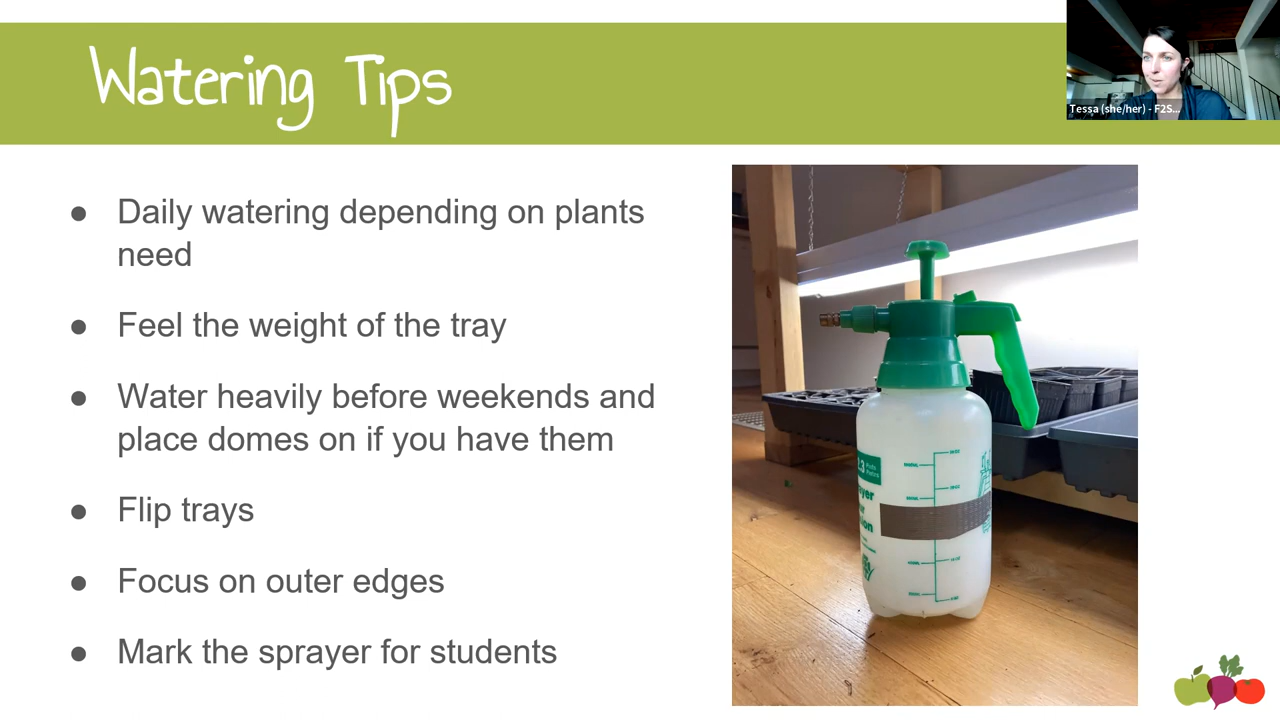 Watering Tips
Tessa (she/her) - F2S...
● Daily watering depending on plants
need
● Feel the weight of the tray
● Water heavily before weekends and
place domes on if you have them
● Flip trays
● Focus on outer edges
● Mark the sprayer for students
2.3